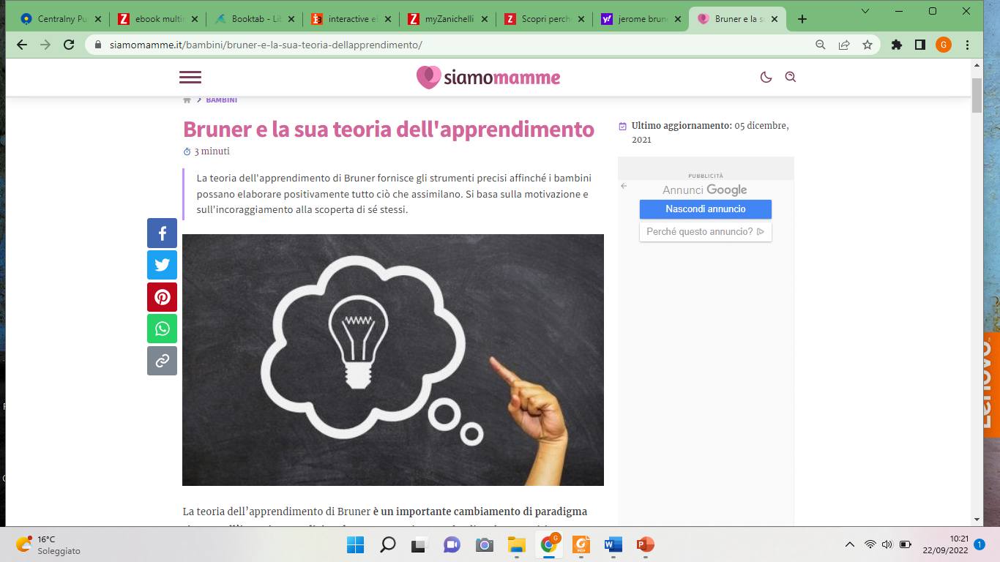 Centralny Pu
ebook multim
Booktab - Lib
interactive e
myZanichelli
Scopri perch
jerome brun
Bruner e la s
siamomamme.it/bambini/bruner-e-la-sua-teoria-dellapprendimento/
G
siamomamme
BAMBINI
Bruner e la sua teoria dell'apprendimento
3 minuti
La teoria dell'apprendimento di Bruner fornisce gli strumenti precisi affinché i bambini
possano elaborare positivamente tutto ciò che assimilano. Si basa sulla motivazione e
sull'incoraggiamento alla scoperta di sé stessi.
Ultimo aggiornamento: 05 dicembre,
2021
PUBBLICITÀ
Annunci Google
Nascondi annuncio
Perché questo annuncio?
La teoria dell’apprendimento di Bruner è un importante cambiamento di paradigma
Lenovo
16°C
Soleggiato
G
PDF
W
P
10:21
22/09/2022
1